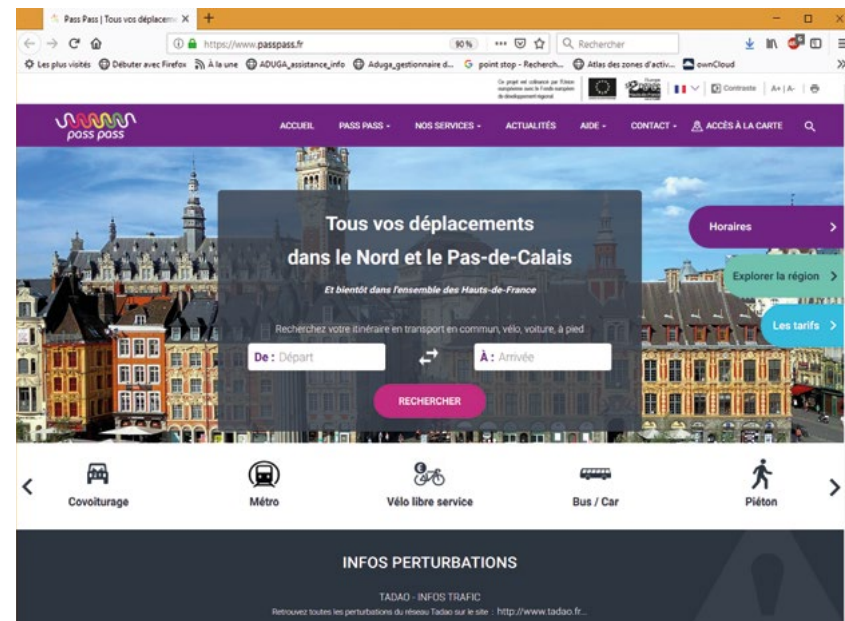 Pass Pass | Tous vos déplacem
https://www.passpass.fr
90 %
Rechercher
Les plus visités
Débuter avec Firefox
À la une
ADUGA_assistance_info
Aduga_gestionnaire d...
point stop - Recherch...
Atlas des zones d'activ...
ownCloud
Contraste
A+ | A-
pass pass
ACCUEIL
PASS PASS
NOS SERVICES
ACTUALITÉS
AIDE
CONTACT
ACCÈS À LA CARTE
Tous vos déplacements
dans le Nord et le Pas-de-Calais
Et bientôt dans l'ensemble des Hauts-de-France
Recherchez votre itinéraire en transport en commun, vélo, voiture, à pied
De : Départ
À : Arrivée
RECHERCHER
Horaires
Explorer la région
Les tarifs
Covoiturage
Métro
Vélo libre service
Bus / Car
Piéton
INFOS PERTURBATIONS
TADAO - INFOS TRAFIC
Retrouvez toutes les perturbations du réseau Tadao sur le site : http://www.tadao.fr...